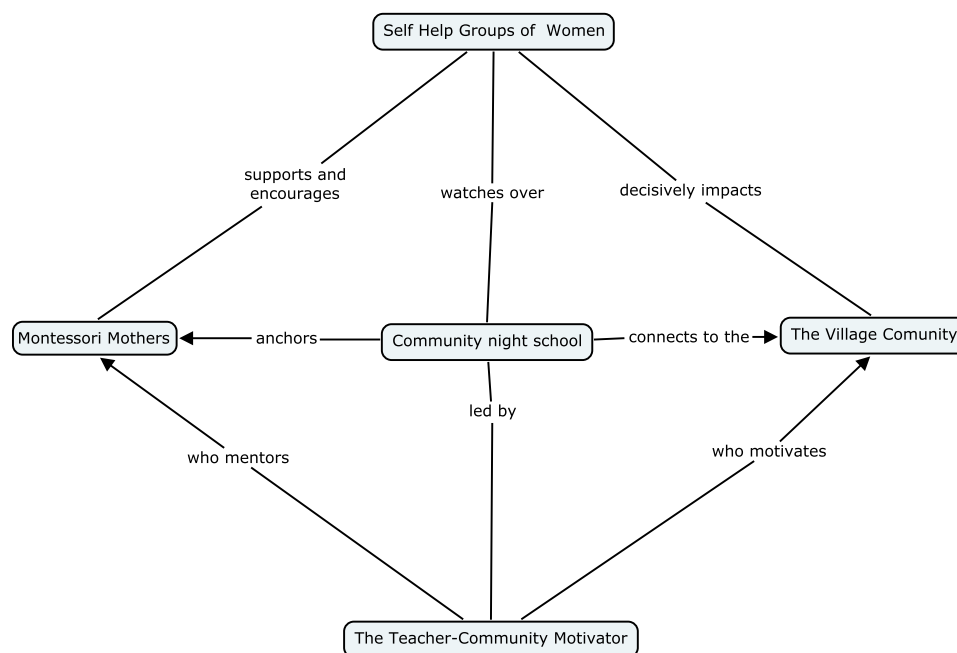 Self Help Groups of  Women
supports and
encourages
watches over
decisively impacts
Montessori Mothers
anchors
Community night school
connects to the
The Village Comunity
led by
who mentors
who motivates
The Teacher-Community Motivator